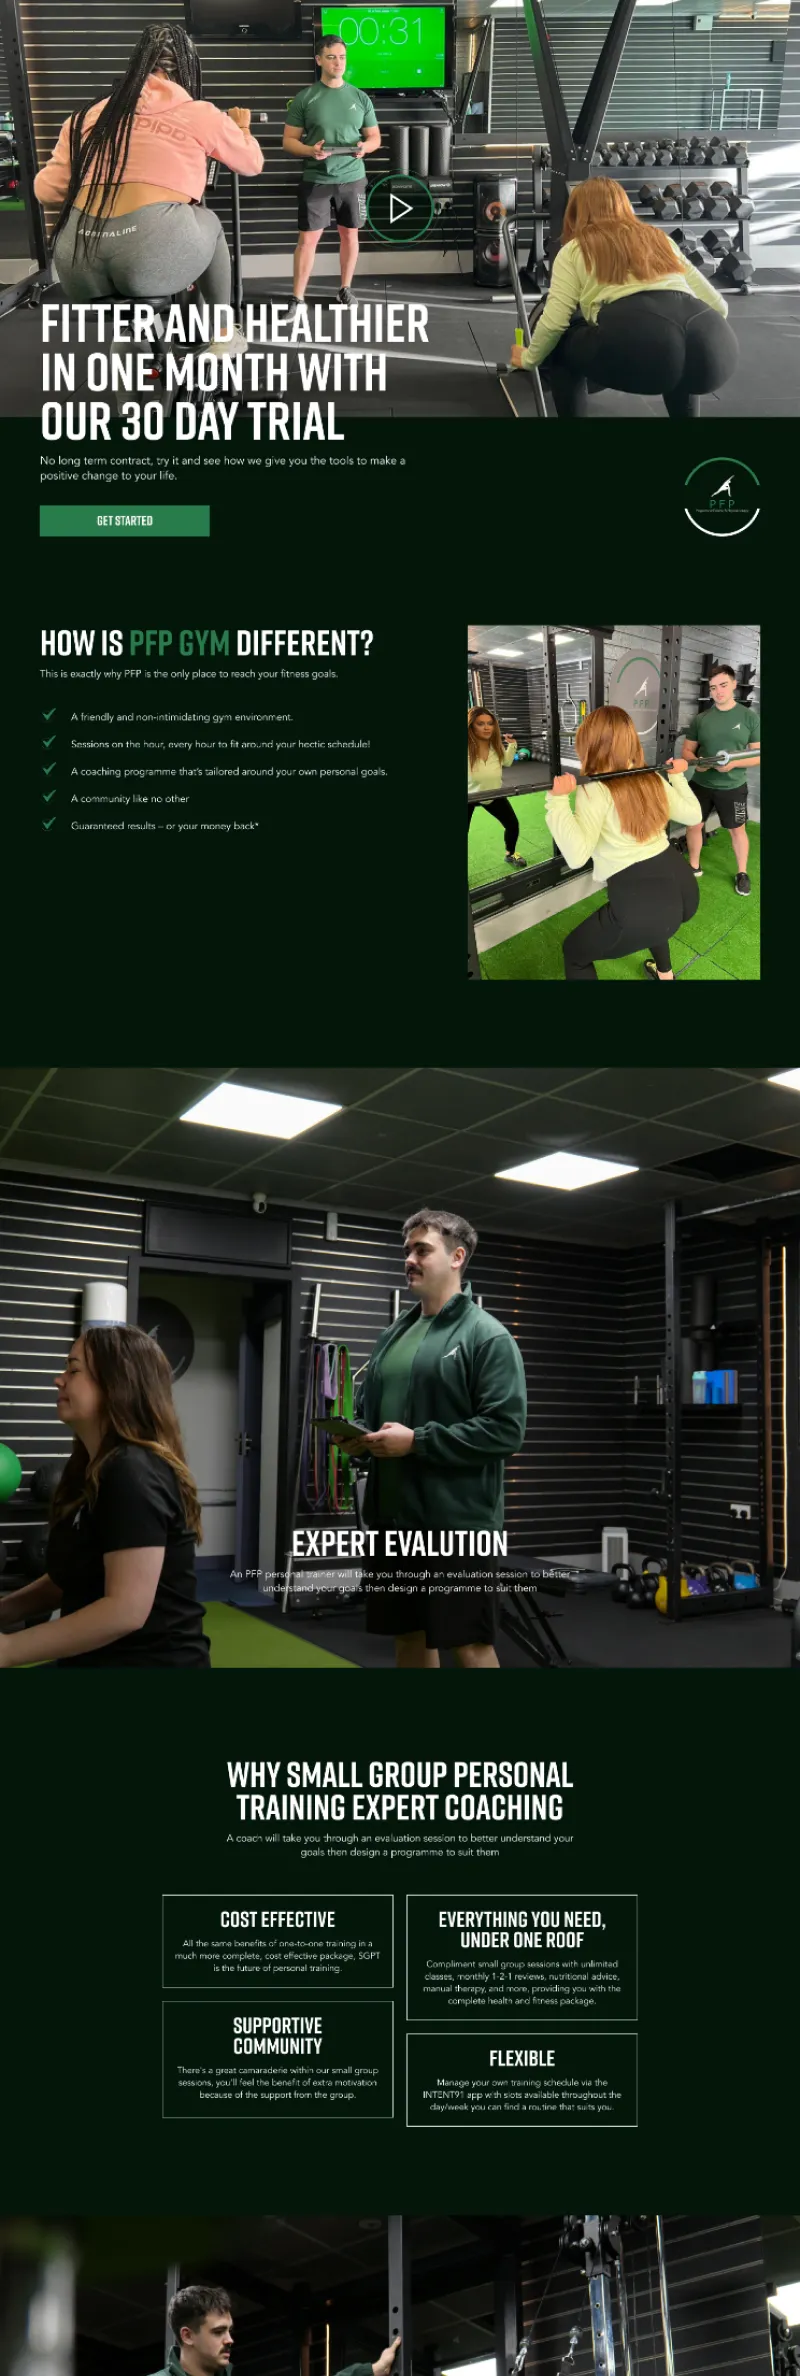 00:31
ADRENALINE
FITTER AND HEALTHIER
IN ONE MONTH WITH
OUR 30 DAY TRIAL
No long term contract, try it and see how we give you the tools to make a
positive change to your life.
GET STARTED
PFP
HOW IS PFP GYM DIFFERENT?
This is exactly why PFP is the only place to reach your fitness goals.
A friendly and non-intimidating gym environment.
Sessions on the hour, every hour to fit around your hectic schedule!
A coaching programme that's tailored around your own personal goals.
A community like no other
Guaranteed results – or your money back*
PFP
EXPERT EVALUTION
An PFP personal trainer will take you through an evaluation session to better
understand your goals then design a programme to suit them
WHY SMALL GROUP PERSONAL
TRAINING EXPERT COACHING
A coach will take you through an evaluation session to better understand your
goals then design a programme to suit them
COST EFFECTIVE
All the same benefits of one-to-one training in a
much more complete, cost effective package, SGPT
is the future of personal training.
EVERYTHING YOU NEED,
UNDER ONE ROOF
Compliment small group sessions with unlimited
classes, monthly 1-2-1 reviews, nutritional advice,
manual therapy, and more, providing you with the
complete health and fitness package.
SUPPORTIVE
COMMUNITY
There's a great camaraderie within our small group
sessions, you'll feel the benefit of extra motivation
because of the support from the group.
FLEXIBLE
Manage your own training schedule via the
INTENT91 app with slots available throughout the
day/week you can find a routine that suits you.